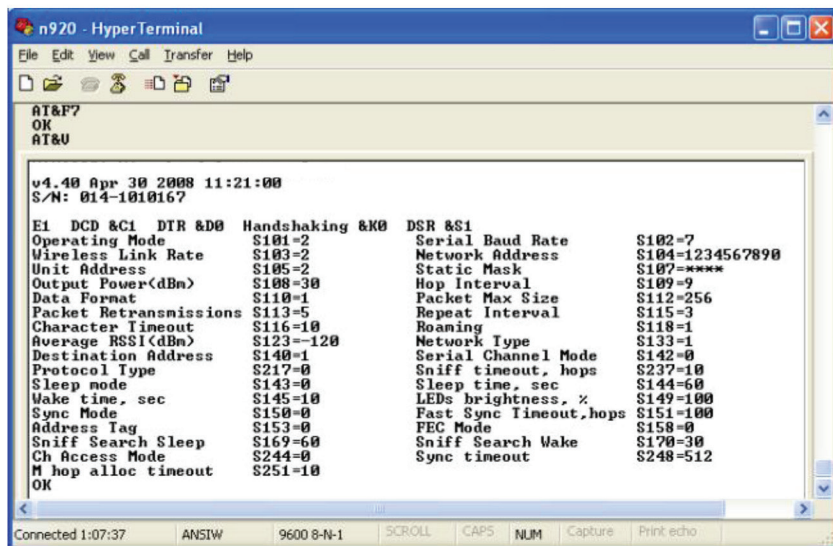 n920 - HyperTerminal
File Edit View Call Transfer Help
AT&F7
OK
AT&V
v4.40 Apr 30 2008 11:21:00
S/N: 014-1010167
E1 DCD &C1 DTR &D0 Handshaking &K0 DSR &S1
Operating Mode S101=2 Serial Baud Rate S102=7
Wireless Link Rate S103=2 Network Address S104=1234567890
Unit Address S105=2 Static Mask S107=****
Output Power(dBm) S108=30 Hop Interval S109=9
Data Format S110=1 Packet Max Size S112=256
Packet Retransmissions S113=5 Repeat Interval S115=3
Character Timeout S116=10 Roaming S118=1
Average RSSI(dBm) S123=-120 Network Type S133=1
Destination Address S140=1 Serial Channel Mode S142=0
Protocol Type S217=0 Sniff timeout, hops S237=10
Sleep mode S143=0 Sleep time, sec S144=60
Wake time, sec S145=10 LEDs brightness, % S149=100
Sync Mode S150=0 Fast Sync Timeout,hops S151=100
Address Tag S153=0 FEC Mode S158=0
Sniff Search Sleep S169=60 Sniff Search Wake S170=30
Ch Access Mode S244=0 Sync timeout S248=512
M hop alloc timeout S251=10
OK
Connected 1:07:37 ANSIW 9600 8-N-1 SCROLL CAPS NUM Capture Print echo